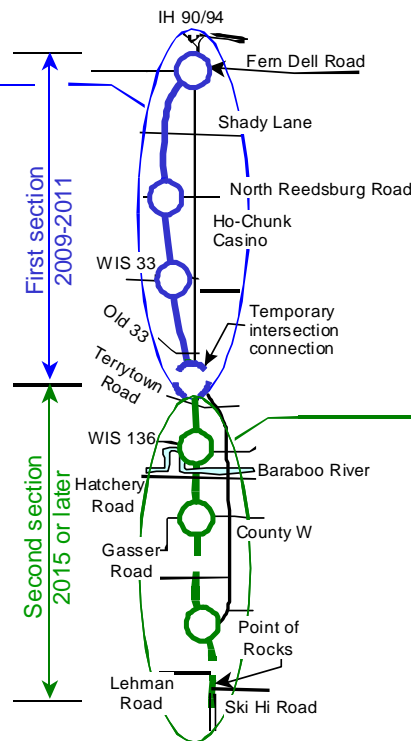 IH 90/94
Fern Dell Road
Shady Lane
North Reedsburg Road
Ho-Chunk
Casino
WIS 33
First section
2009-2011
Old 33
Temporary
intersection
connection
Terrytown
Road
WIS 136
Baraboo River
Hatchery
Road
County W
Gasser
Road
Second section
2015 or later
Point of
Rocks
Lehman
Road
Ski Hi Road